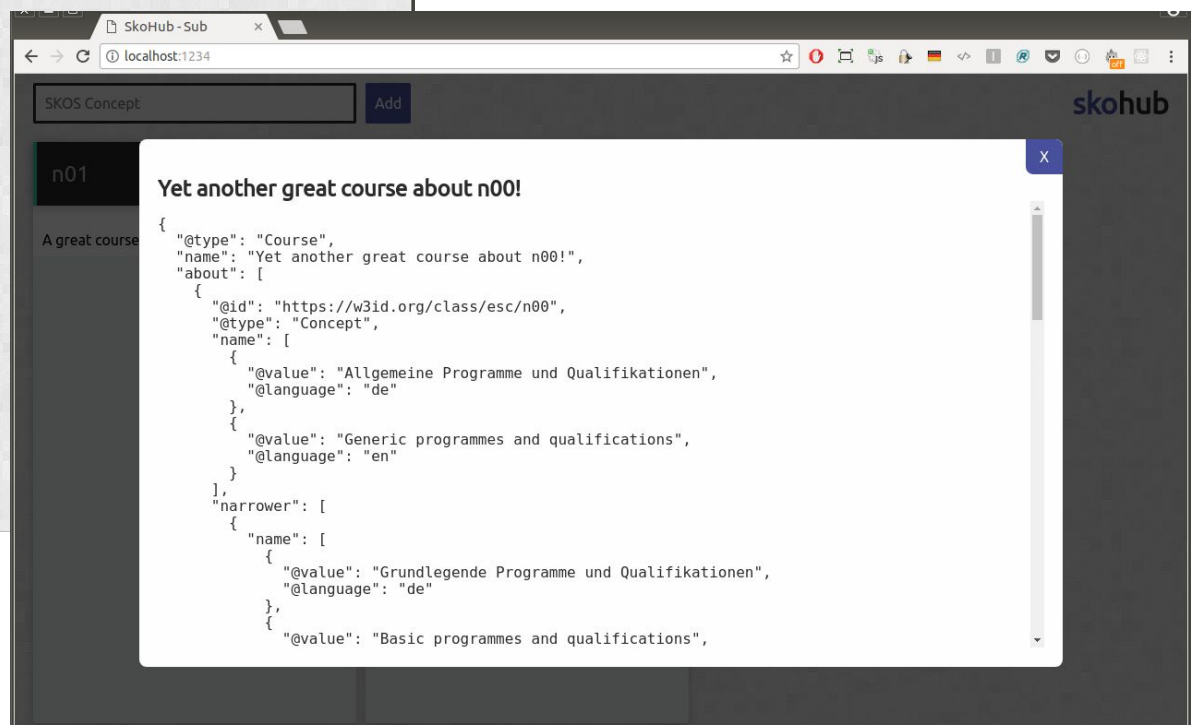 SkoHub - Sub
localhost:1234
js
off
SKOS Concept
Add
skohub
n01
X
Yet another great course about n00!
{
"@type": "Course",
"name": "Yet another great course about n00!",
"about": [
{
"@id": "https://w3id.org/class/esc/n00",
"@type": "Concept",
"name": [
{
"@value": "Allgemeine Programme und Qualifikationen",
"@language": "de"
},
{
"@value": "Generic programmes and qualifications",
"@language": "en"
}
],
"narrower": [
{
"name": [
{
"@value": "Grundlegende Programme und Qualifikationen",
"@language": "de"
},
{
"@value": "Basic programmes and qualifications",
A great course